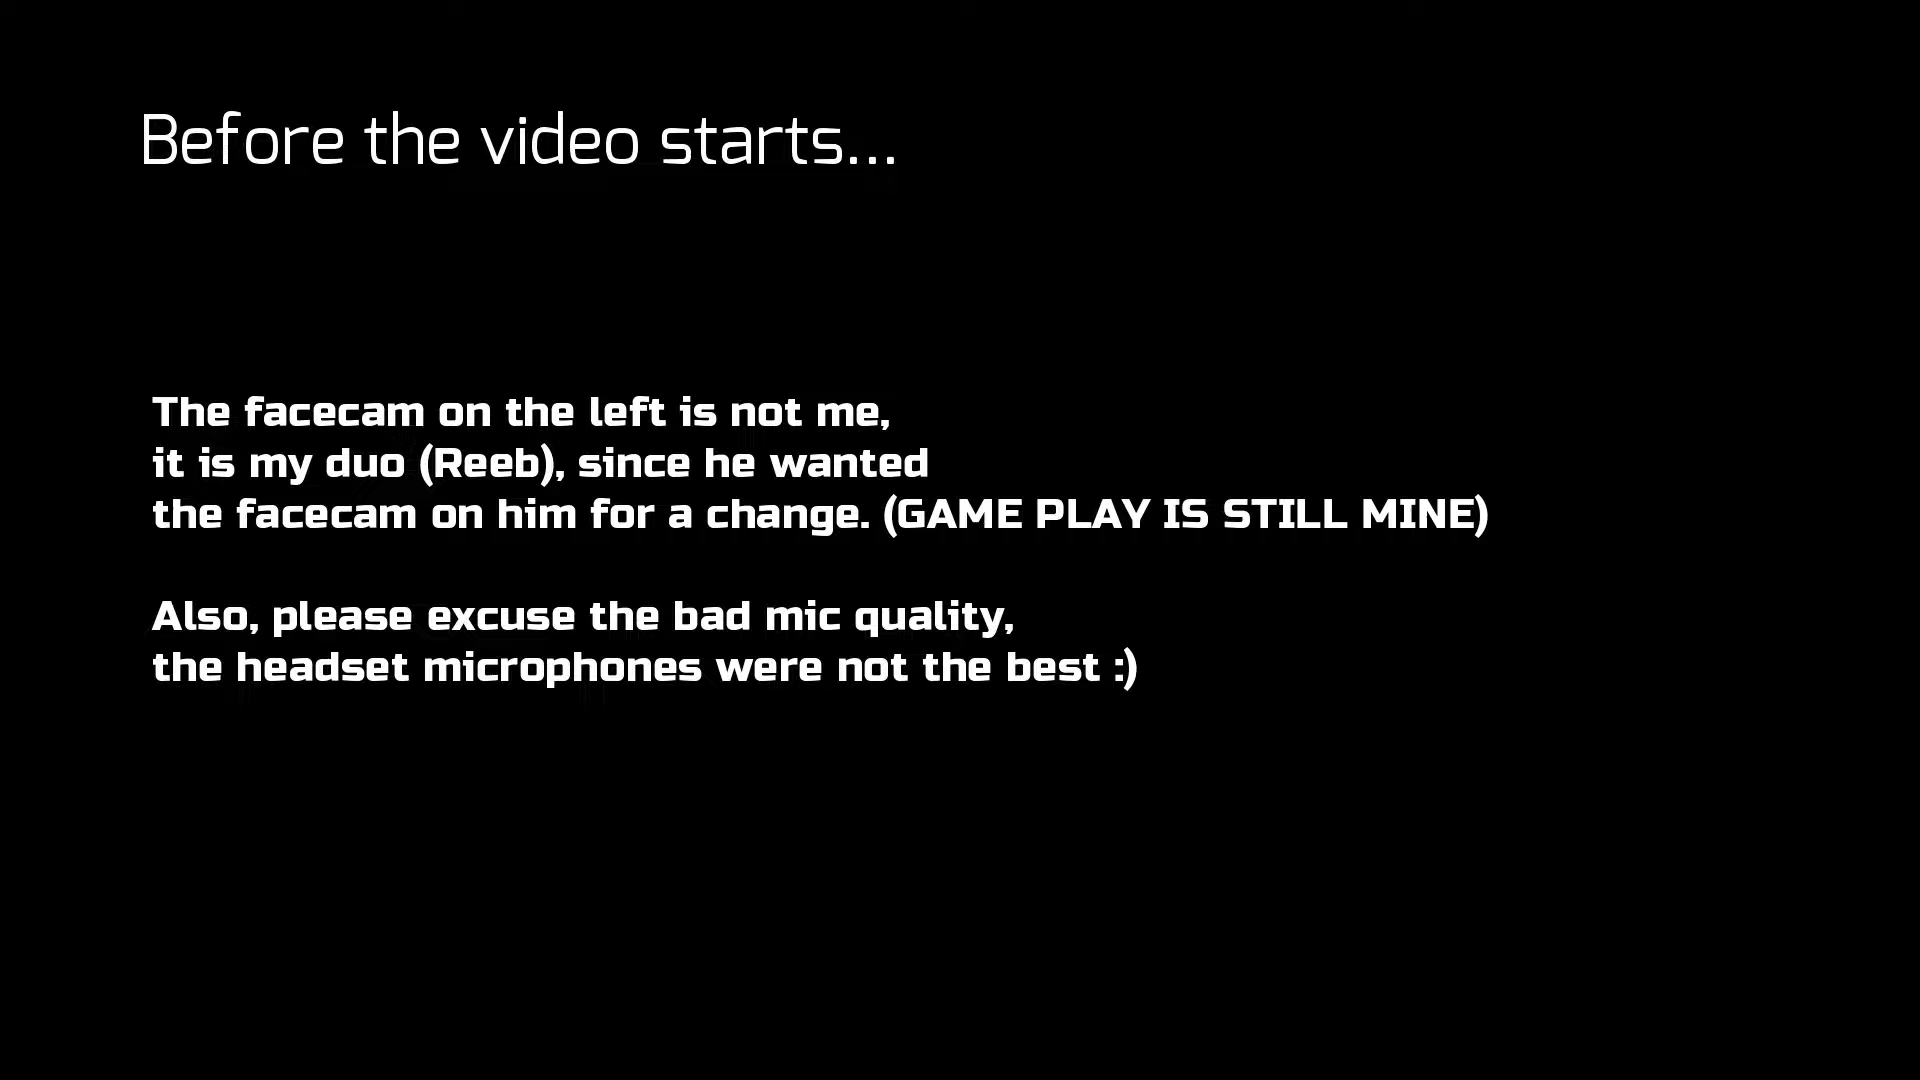 Before the video starts...
The facecam on the left is not me,
it is my duo (Reeb), since he wanted
the facecam on him for a change. (GAME PLAY IS STILL MINE)
Also, please excuse the bad mic quality,
the headset microphones were not the best :)